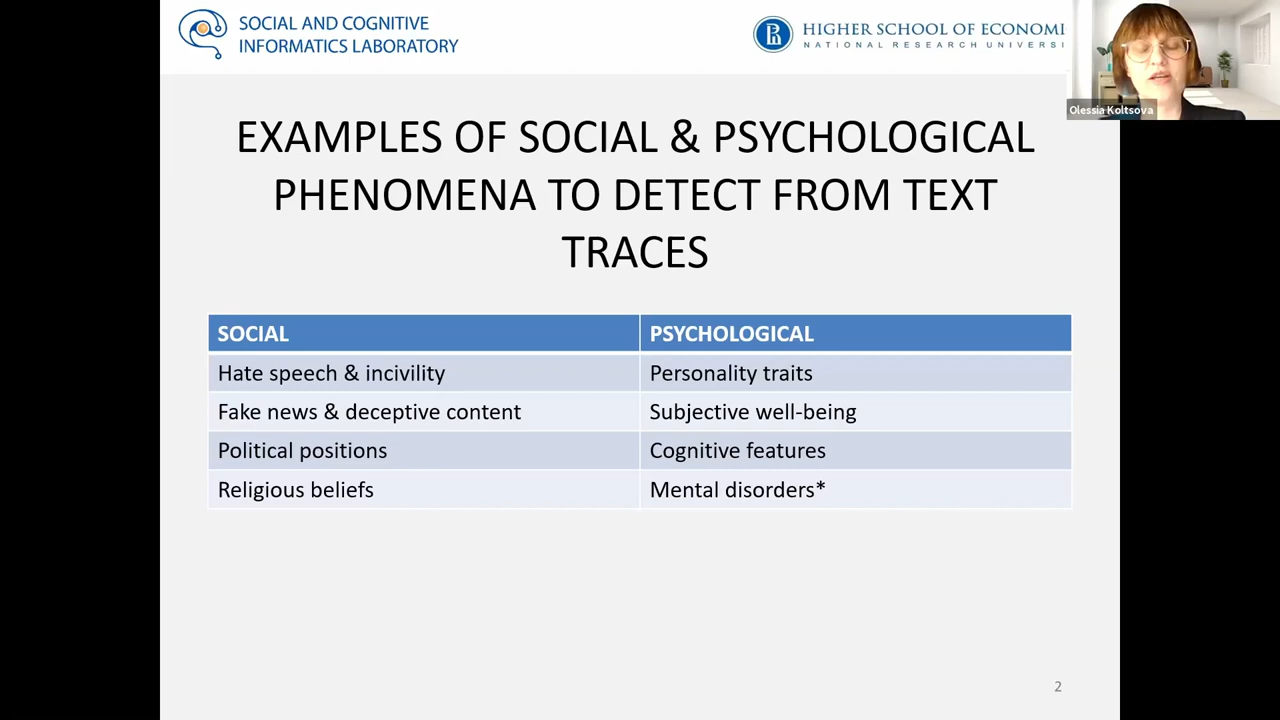 SOCIAL AND COGNITIVE
INFORMATICS LABORATORY
HIGHER SCHOOL OF ECONOMI
NATIONAL RESEARCH UNIVERSI
Olessia Koltsova
EXAMPLES OF SOCIAL & PSYCHOLOGICAL
PHENOMENA TO DETECT FROM TEXT
TRACES
SOCIAL PSYCHOLOGICAL
Hate speech & incivility Personality traits
Fake news & deceptive content Subjective well-being
Political positions Cognitive features
Religious beliefs Mental disorders*
2